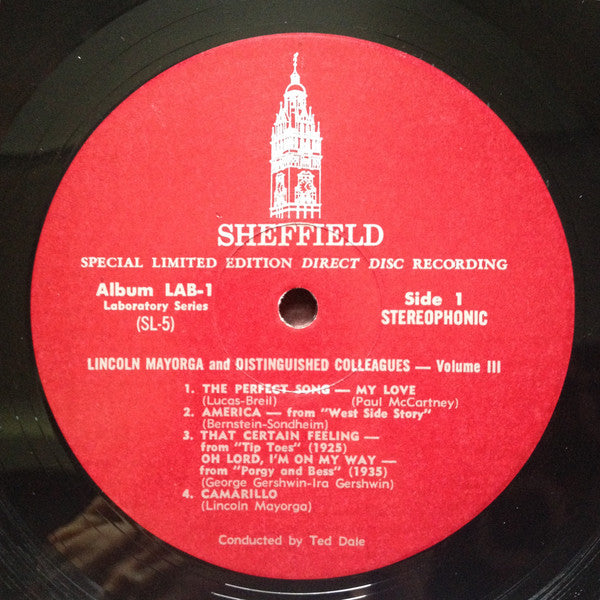 SHEFFIELD
SPECIAL LIMITED EDITION DIRECT DISC RECORDING
Album LAB-1
Laboratory Series
(SL-5)
Side 1
STEREOPHONIC
LINCOLN MAYORGA and DISTINGUISHED COLLEAGUES — Volume III
1. THE PERFECT SONG — MY LOVE
(Lucas-Breil) (Paul McCartney)
2. AMERICA — from "West Side Story"
(Bernstein-Sondheim)
3. THAT CERTAIN FEELING —
from "Tip Toes" (1925)
OH LORD, I'M ON MY WAY —
from "Porgy and Bess" (1935)
(George Gershwin-Ira Gershwin)
4. CAMARILLO
(Lincoln Mayorga)
Conducted by Ted Dale